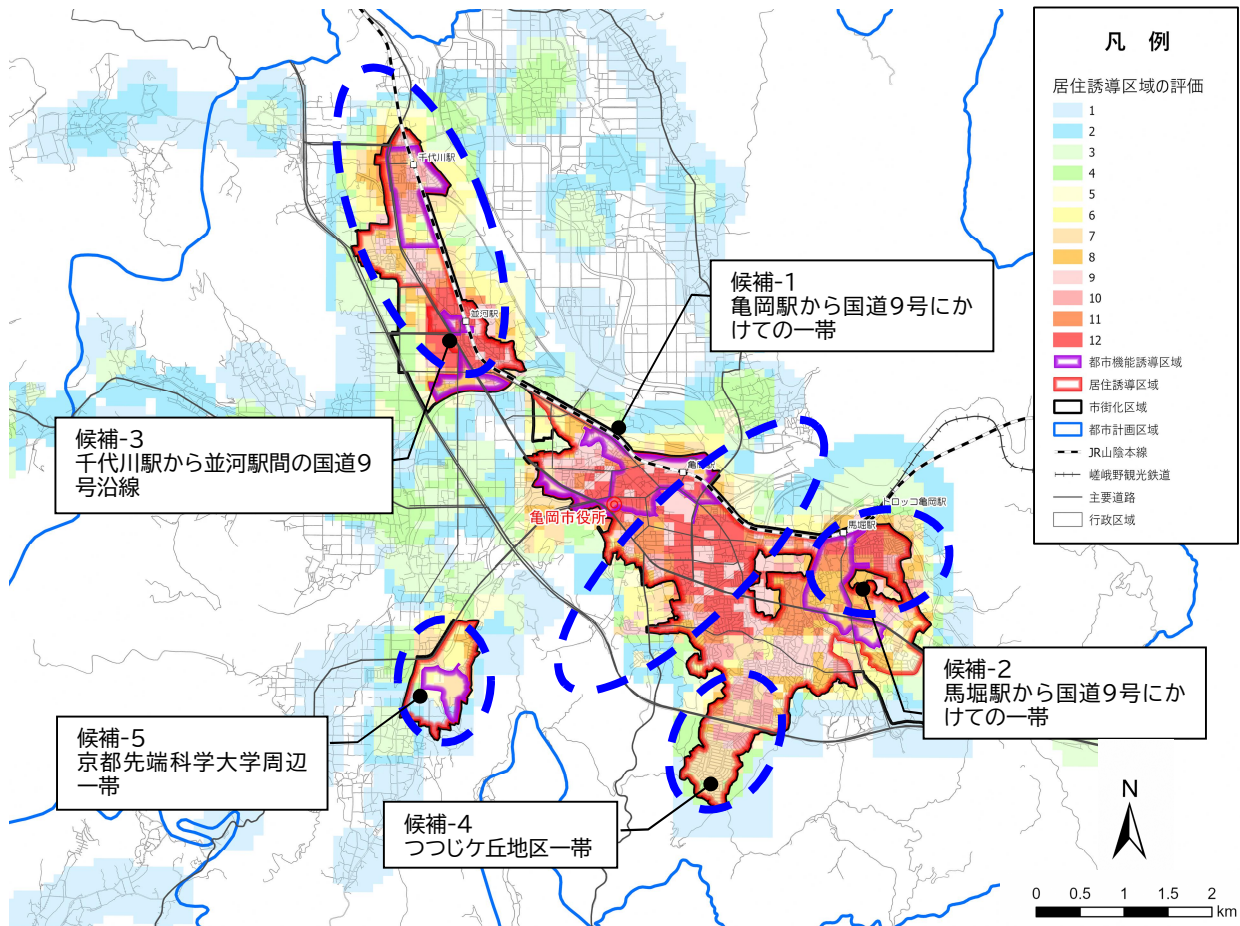 凡 例
居住誘導区域の評価
1
2
3
4
5
6
7
8
9
10
11
12
都市機能誘導区域
居住誘導区域
市街化区域
都市計画区域
JR山陰本線
嵯峨野観光鉄道
主要道路
行政区域
千代川駅
候補-1
亀岡駅から国道9号にか
けての一帯
並河駅
候補-3
千代川駅から並河駅間の国道9
号沿線
亀岡駅
トロッコ亀岡駅
亀岡市役所
馬堀駅
候補-2
馬堀駅から国道9号にか
けての一帯
候補-5
京都先端科学大学周辺
一帯
候補-4
つつじケ丘地区一帯
N
0 0.5 1 1.5 2
km